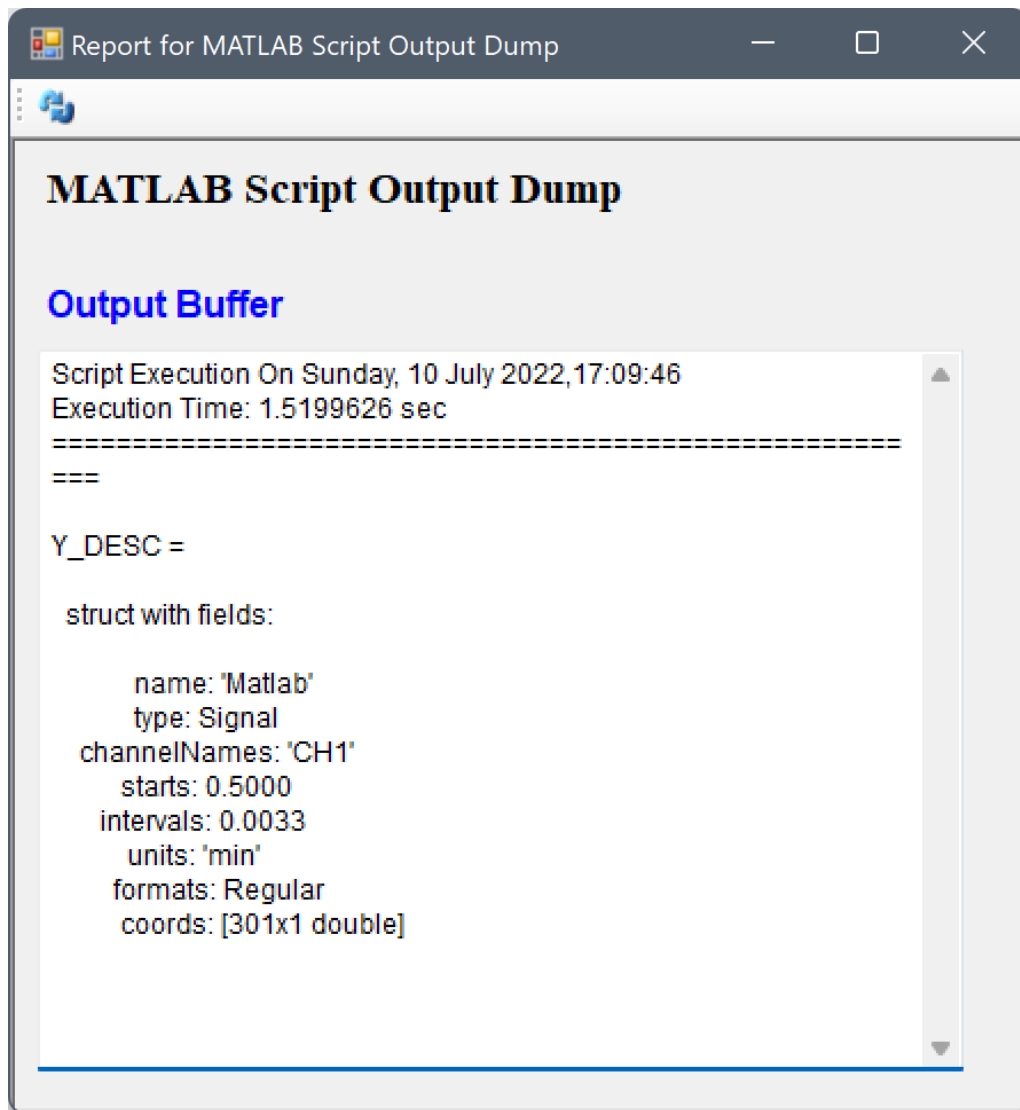 Report for MATLAB Script Output Dump
MATLAB Script Output Dump
Output Buffer
Script Execution On Sunday, 10 July 2022,17:09:46
Execution Time: 1.5199626 sec
=====================================================
===
Y_DESC =
struct with fields:
name: 'Matlab'
type: Signal
channelNames: 'CH1'
starts: 0.5000
intervals: 0.0033
units: 'min'
formats: Regular
coords: [301x1 double]